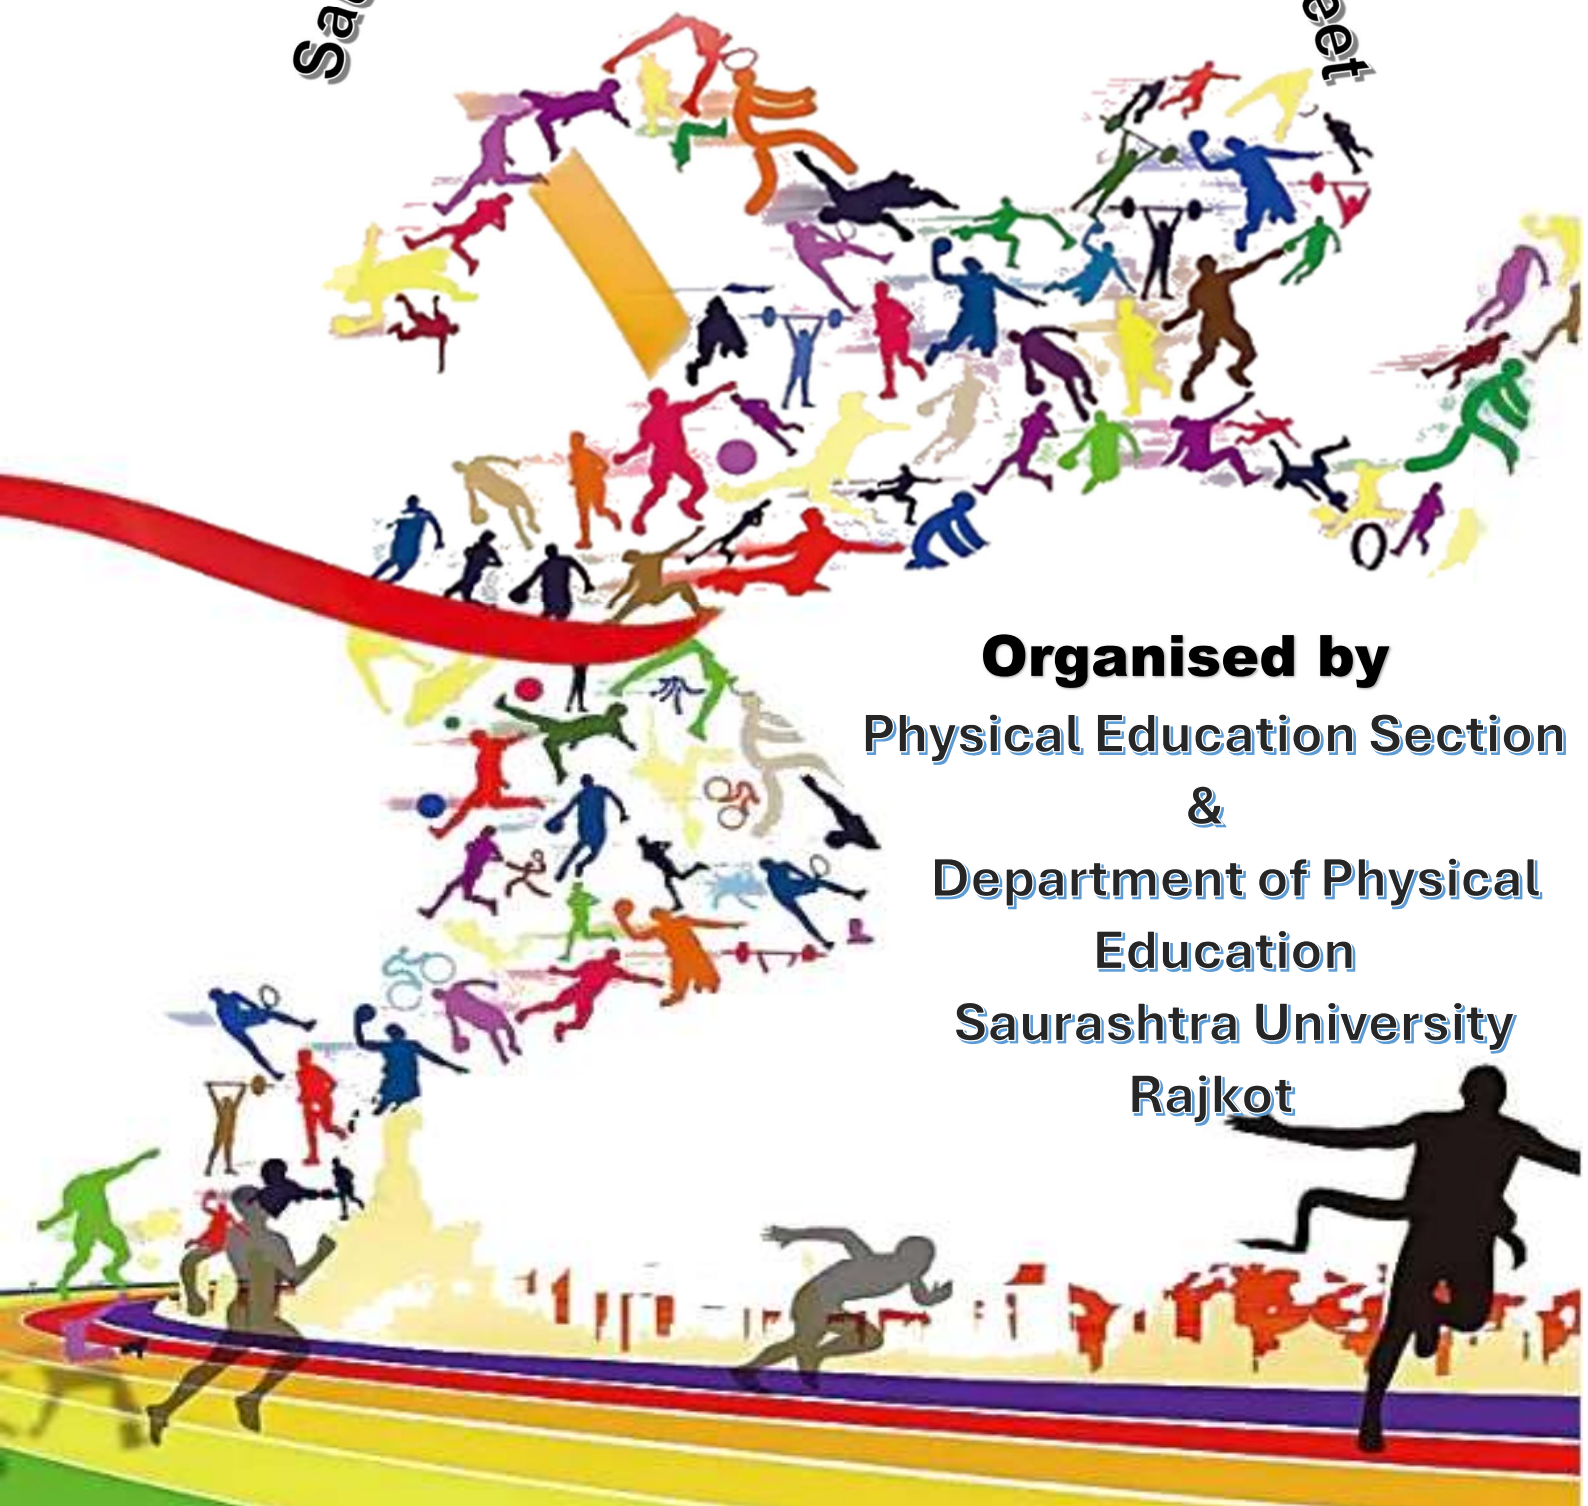 Organised by
Physical Education Section
&
Department of Physical
Education
Saurashtra University
Rajkot